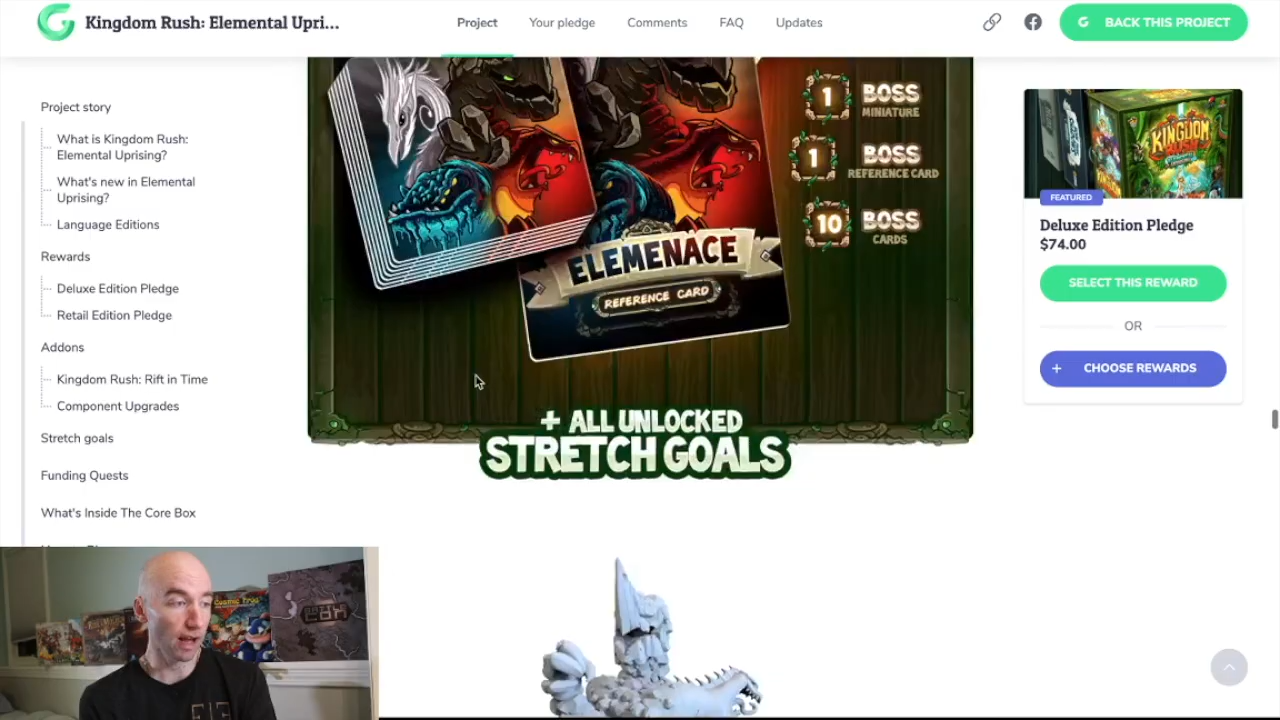 Kingdom Rush: Elemental Upri...
Project
Your pledge
Comments
FAQ
Updates
BACK THIS PROJECT
Project story
What is Kingdom Rush:
Elemental Uprising?
What's new in Elemental
Uprising?
Language Editions
Rewards
Deluxe Edition Pledge
Retail Edition Pledge
Addons
Kingdom Rush: Rift in Time
Component Upgrades
Stretch goals
Funding Quests
What's Inside The Core Box
1 BOSS
MINIATURE
1 BOSS
REFERENCE CARD
10 BOSS
CARDS
ELEMENACE
REFERENCE CARD
+ ALL UNLOCKED
STRETCH GOALS
KINGDOM
RUSH
FEATURED
Deluxe Edition Pledge
$74.00
SELECT THIS REWARD
OR
+ CHOOSE REWARDS
COSMIC FROG